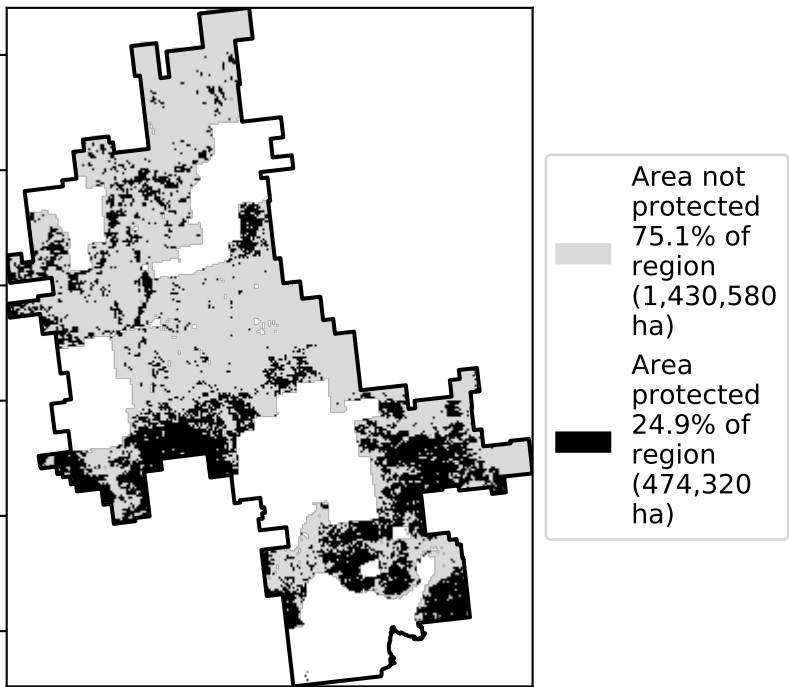 Area not
protected
75.1% of
region
(1,430,580
ha)
Area
protected
24.9% of
region
(474,320
ha)